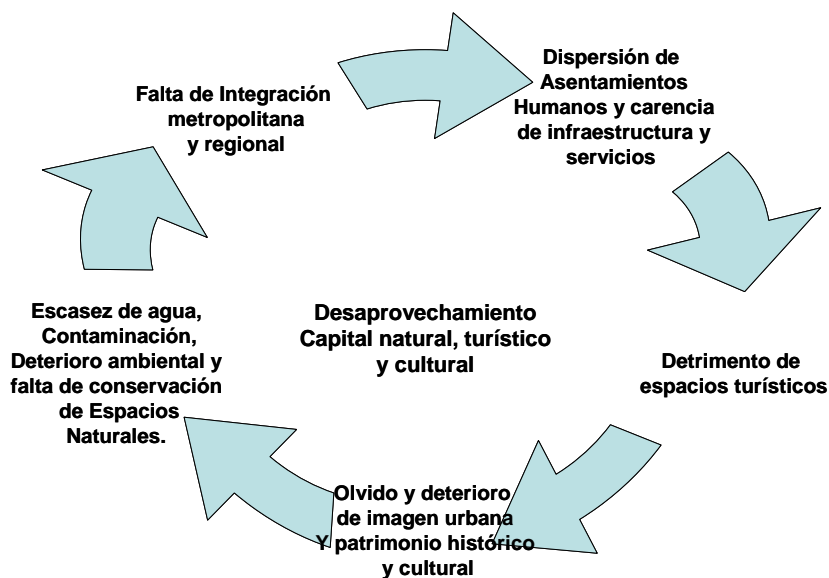 Falta de Integración
metropolitana
y regional
Dispersión de
Asentamientos
Humanos y carencia
de infraestructura y
servicios
Detrimento de
espacios turísticos
Olvido y deterioro
de imagen urbana
Y patrimonio histórico
y cultural
Escasez de agua,
Contaminación,
Deterioro ambiental y
falta de conservación
de Espacios
Naturales.
Desaprovechamiento
Capital natural, turístico
y cultural